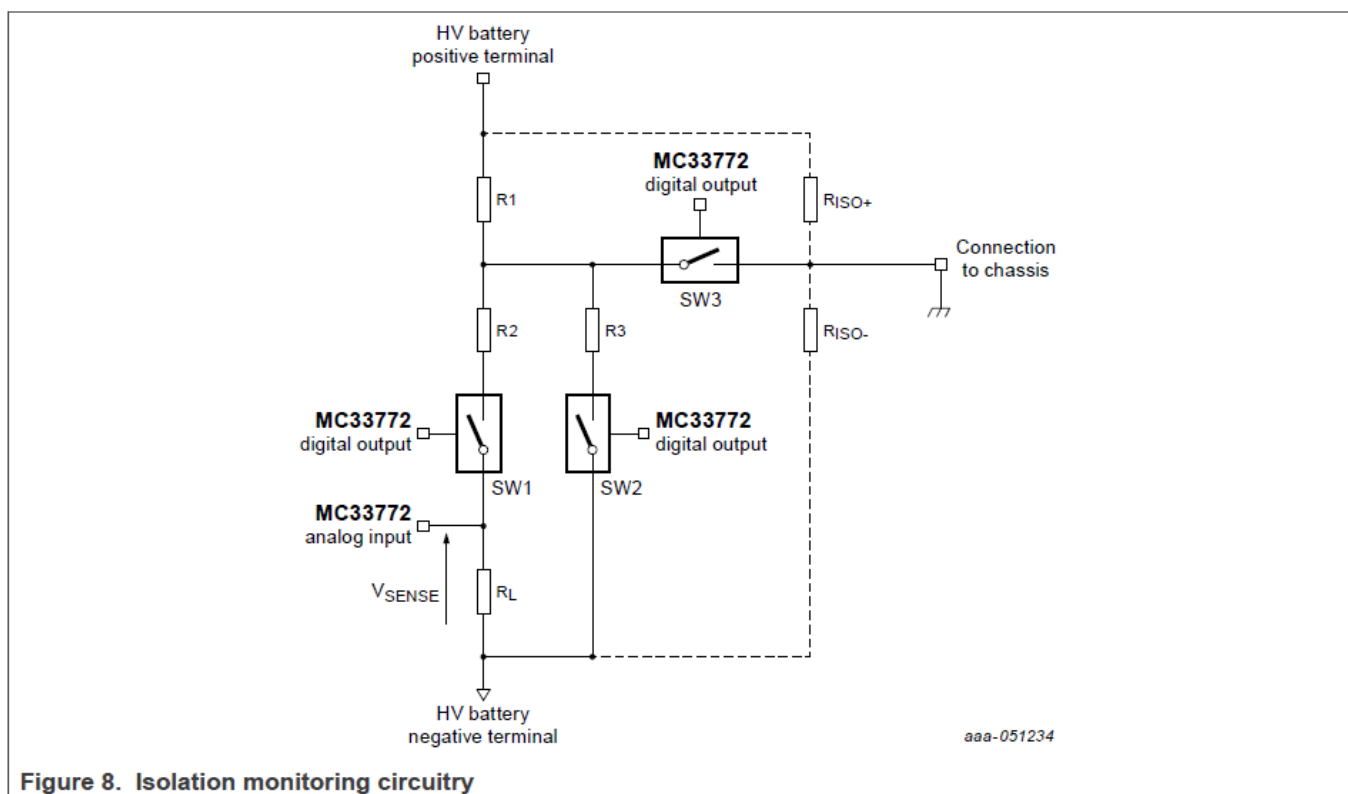 HV battery
positive terminal
MC33772
digital output
R1
RISO+
Connection
to chassis
SW3
R2
R3
RISO-
MC33772
digital output
MC33772
digital output
SW1
SW2
MC33772
analog input
VSENSE
RL
HV battery
negative terminal
aaa-051234
Figure 8. Isolation monitoring circuitry